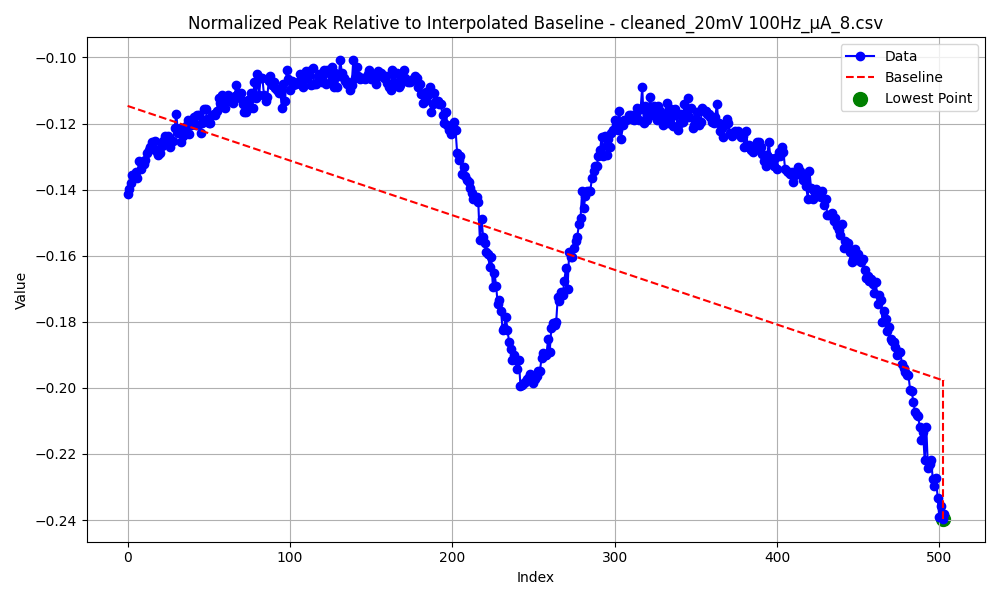 Normalized Peak Relative to Interpolated Baseline - cleaned_20mV 100Hz_µA_8.csv
Data
Baseline
Lowest Point
Value
−0.10
−0.12
−0.14
−0.16
−0.18
−0.20
−0.22
−0.24
0 100 200 300 400 500
Index